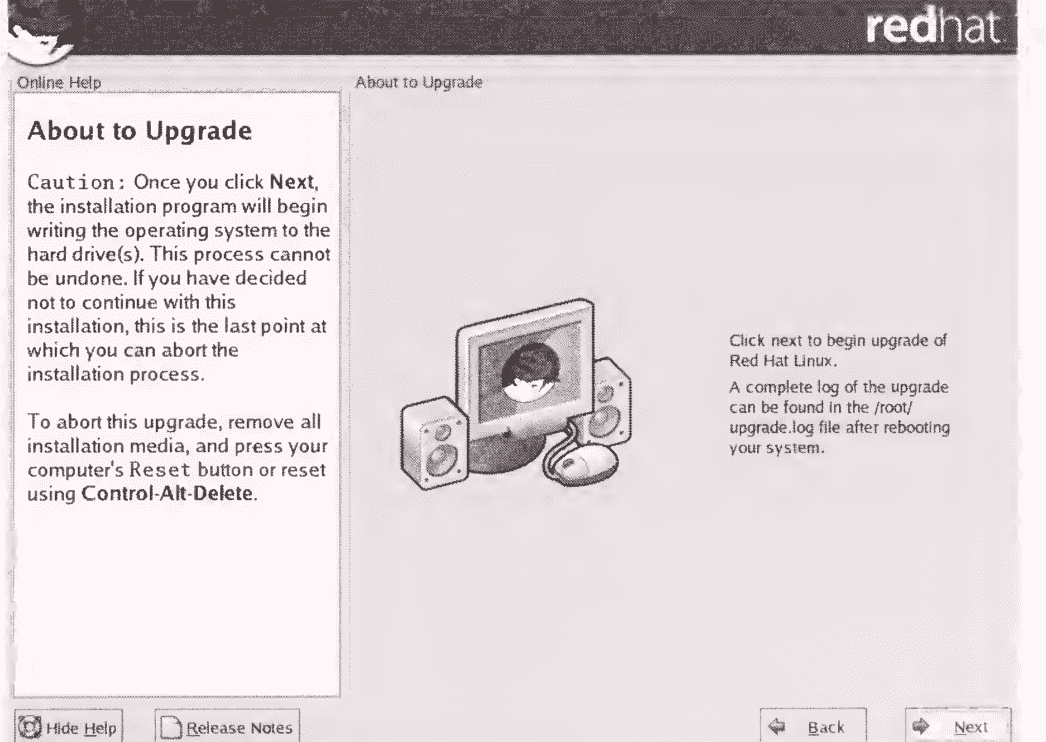 redhat
Online Help
About to Upgrade
About to Upgrade
Caution: Once you click Next,
the installation program will begin
writing the operating system to the
hard drive(s). This process cannot
be undone. If you have decided
not to continue with this
installation, this is the last point at
which you can abort the
installation process.
To abort this upgrade, remove all
installation media, and press your
computer's Reset button or reset
using Control-Alt-Delete.
Click next to begin upgrade of
Red Hat Linux.
A complete log of the upgrade
can be found in the /root/
upgrade.log file after rebooting
your system.
Hide Help
Release Notes
Back
Next